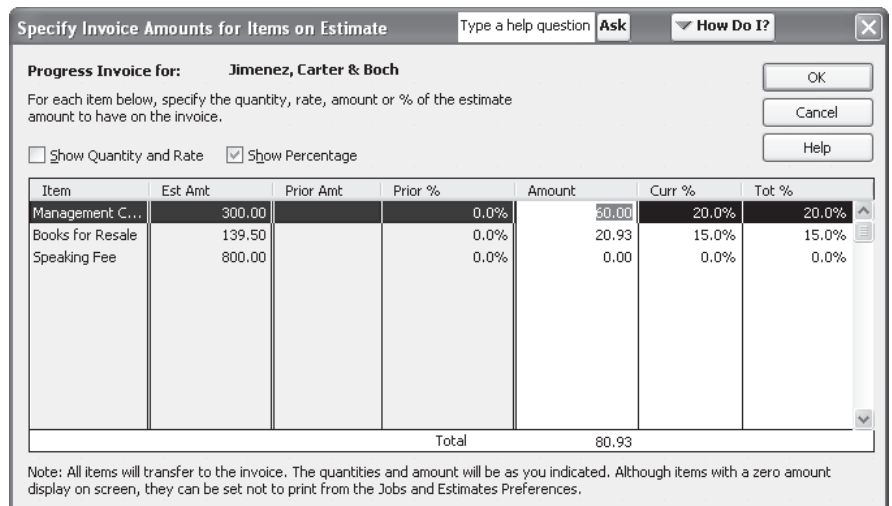 Specify Invoice Amounts for Items on Estimate Type a help question Ask How Do I?
Progress Invoice for: Jimenez, Carter & Boch
For each item below, specify the quantity, rate, amount or % of the estimate
amount to have on the invoice.
OK
Cancel
Help
Show Quantity and Rate Show Percentage
Item Est Amt Prior Amt Prior % Amount Curr % Tot %
Management C... 300.00 0.0% 60.00 20.0% 20.0%
Books for Resale 139.50 0.0% 20.93 15.0% 15.0%
Speaking Fee 800.00 0.0% 0.00 0.0% 0.0%
Total 80.93
Note: All items will transfer to the invoice. The quantities and amount will be as you indicated. Although items with a zero amount
display on screen, they can be set not to print from the Jobs and Estimates Preferences.